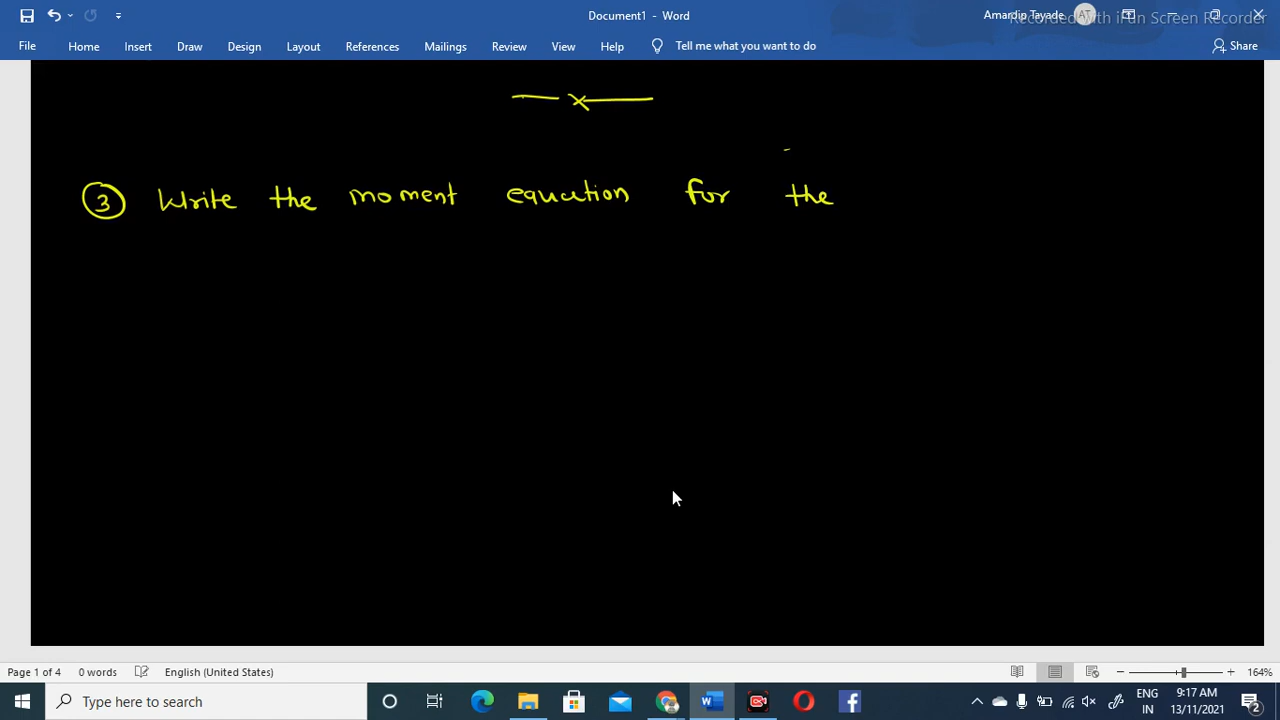 Document1 - Word
Amardip Tayade AT
Recorded with iFun Screen Recorder
File Home Insert Draw Design Layout References Mailings Review View Help Tell me what you want to do Share
③ Write the moment equation for the
Page 1 of 4 0 words English (United States) 164%
Type here to search
ENG 9:17 AM
IN 13/11/2021 2